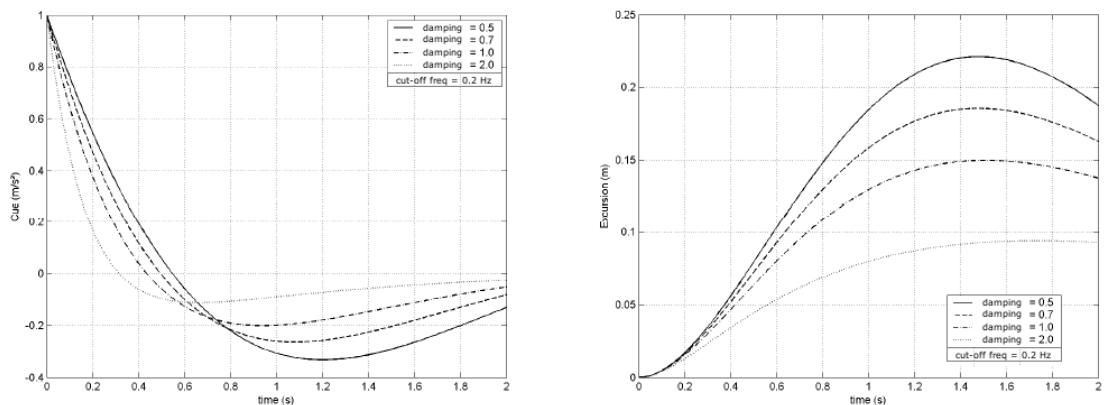 1
0.8
0.6
0.4
0.2
0
-0.2
-0.4
Cue (m/s²)
0 0.2 0.4 0.6 0.8 1 1.2 1.4 1.6 1.8 2
time (s)
damping = 0.5
damping = 0.7
damping = 1.0
damping = 2.0
cut-off freq = 0.2 Hz
0.25
0.2
0.15
0.1
0.05
0
Excursion (m)
0 0.2 0.4 0.6 0.8 1 1.2 1.4 1.6 1.8 2
time (s)
damping = 0.5
damping = 0.7
damping = 1.0
damping = 2.0
cut-off freq = 0.2 Hz